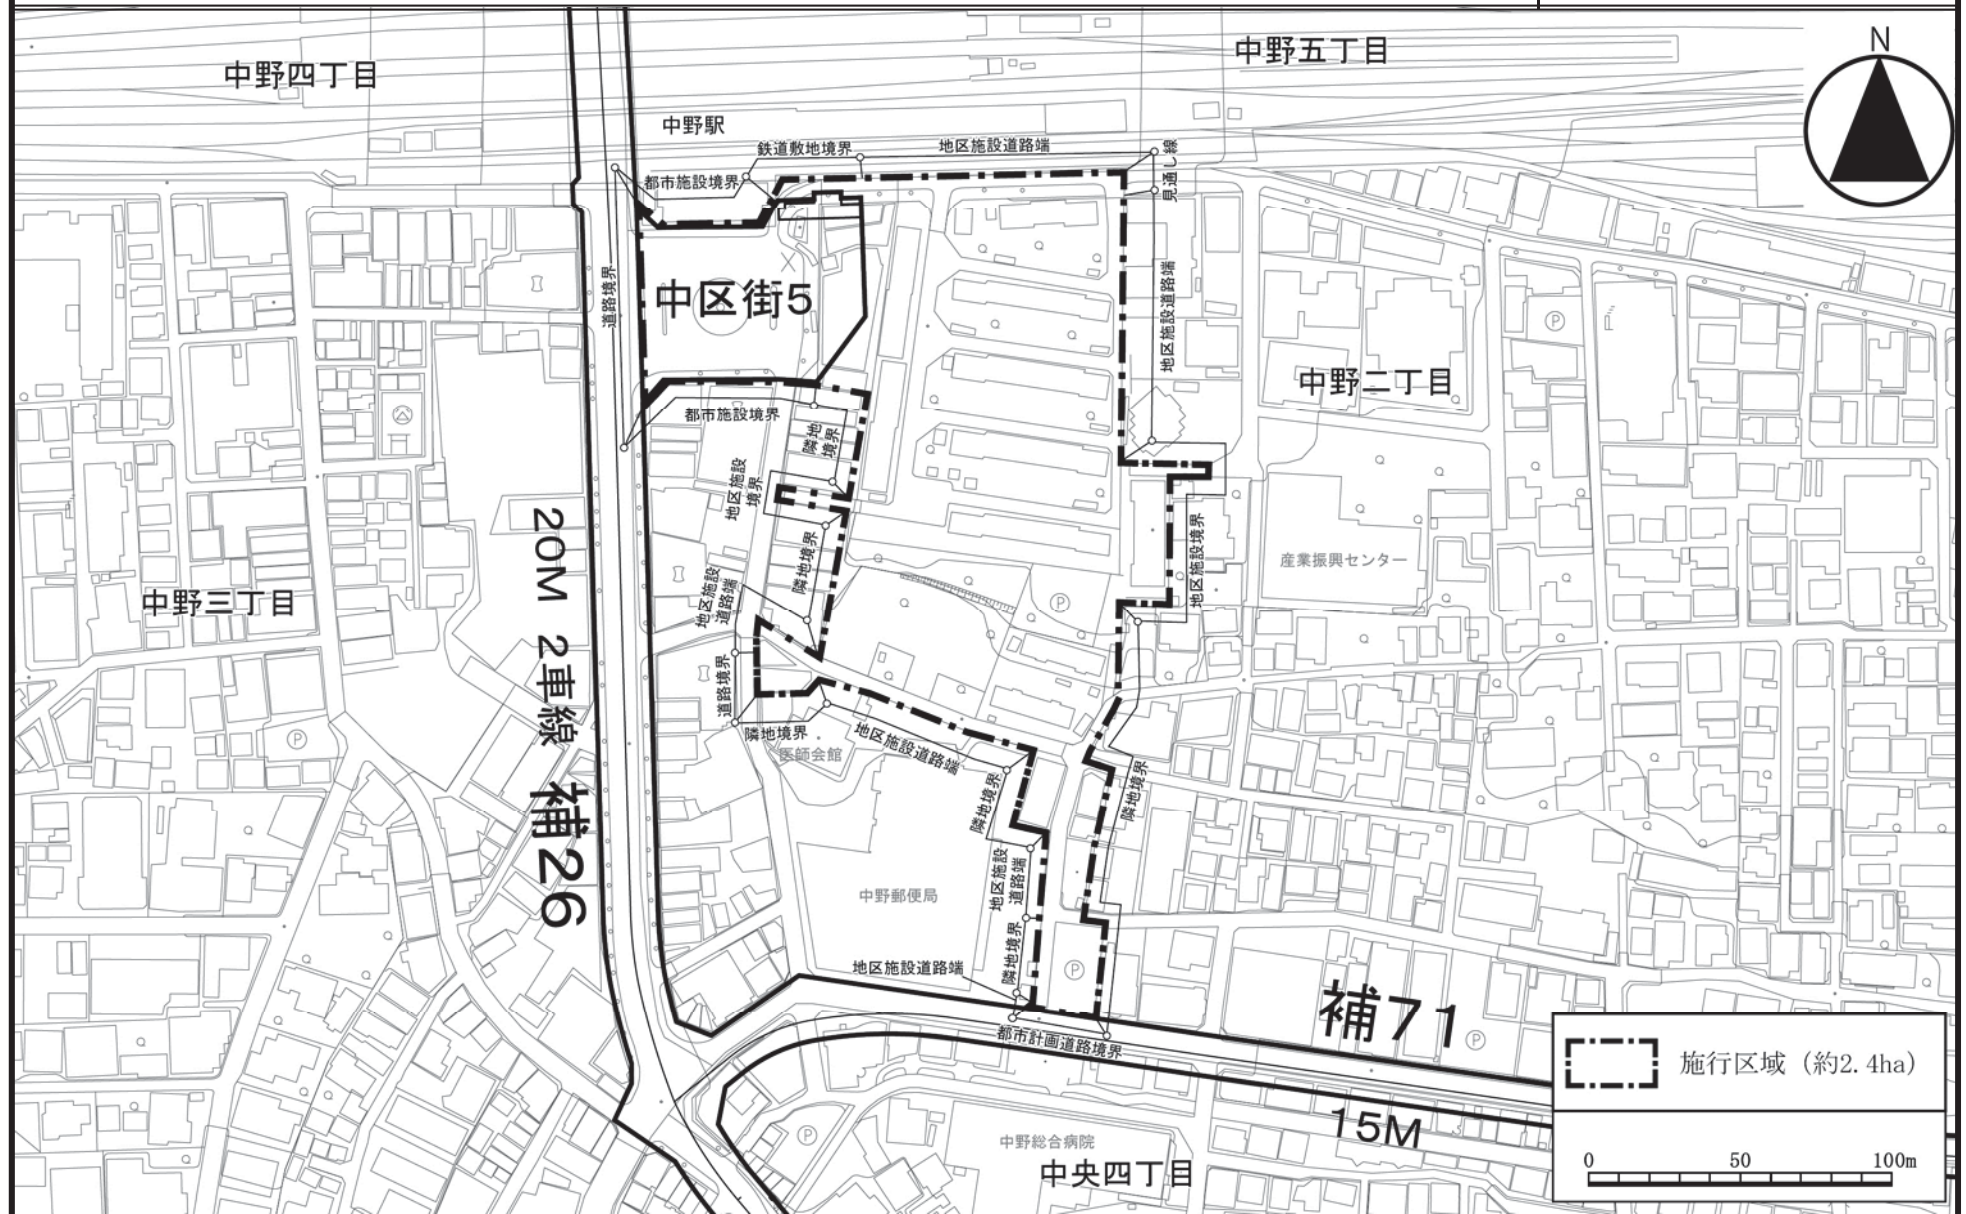 中野四丁目
中野五丁目
N
中野駅
鉄道敷地境界
地区施設道路端
見通し線
都市施設境界
道路境界
中区街5
地区施設道路端
中野二丁目
P
都市施設境界
隣地
境界
地区施設
境界
20M 2車線
補26
隣地境界
地区施設境界
産業振興センター
中野三丁目
地区施設
道路端
P
道路境界
隣地境界
医師会館
地区施設道路端
P
隣地境界
隣地境界
地区施設
道路端
中野郵便局
隣地境界
地区施設道路端
P
補71
P
都市計画道路境界
施行区域（約2.4ha）
15M
P
中野総合病院
中央四丁目
0 50 100m